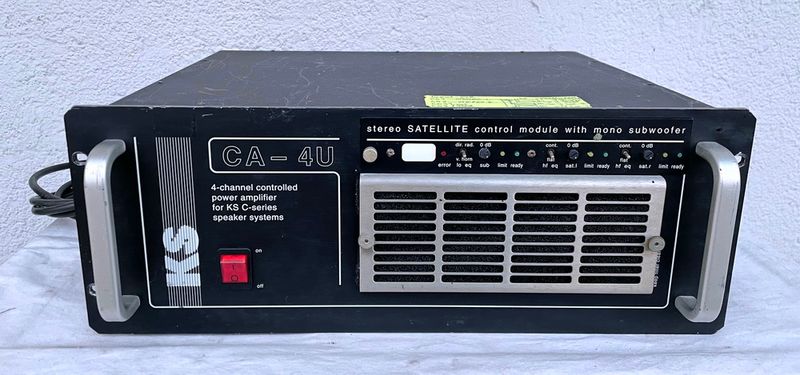 stereo SATELLITE control module with mono subwoofer
CA-4U
dir. rad. 0 dB cont. 0 dB cont. 0 dB
error v. horn lo eq sub limit ready flat hf eq sat.l limit ready flat hf eq sat.r limit ready
4-channel controlled
power amplifier
for KS C-series
speaker systems
KS
on
off